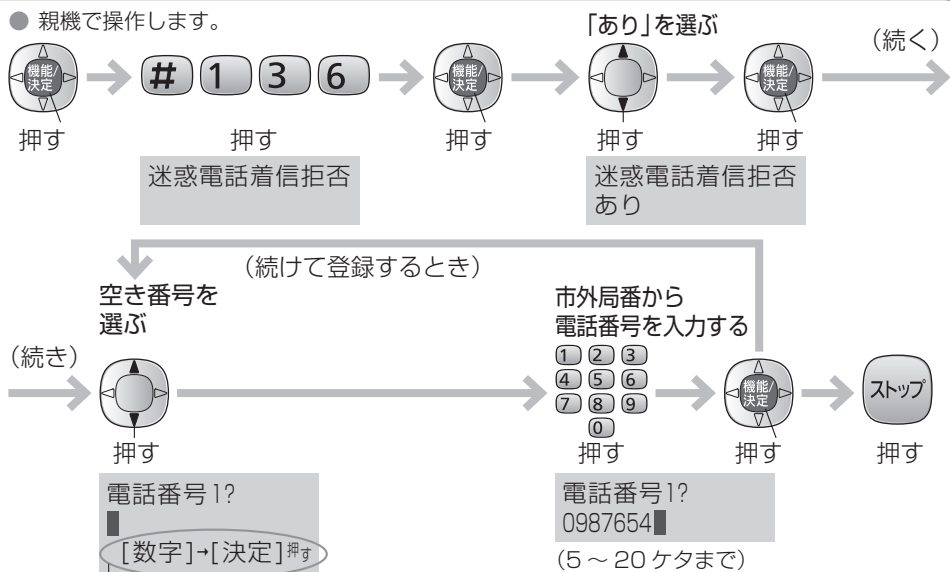 ● 親機で操作します。
「あり」を選ぶ
(続く)
機能/
決定
# 1 3 6
機能/
決定
機能/
決定
押す
押す
押す
押す
押す
迷惑電話着信拒否
迷惑電話着信拒否
あり
(続けて登録するとき)
空き番号を
選ぶ
市外局番から
電話番号を入力する
(続き)
1 2 3
4 5 6
7 8 9
0
機能/
決定
ストップ
押す
押す
押す
押す
電話番号1?
[数字]→[決定]押す
電話番号1?
0987654
(5～20ケタまで)